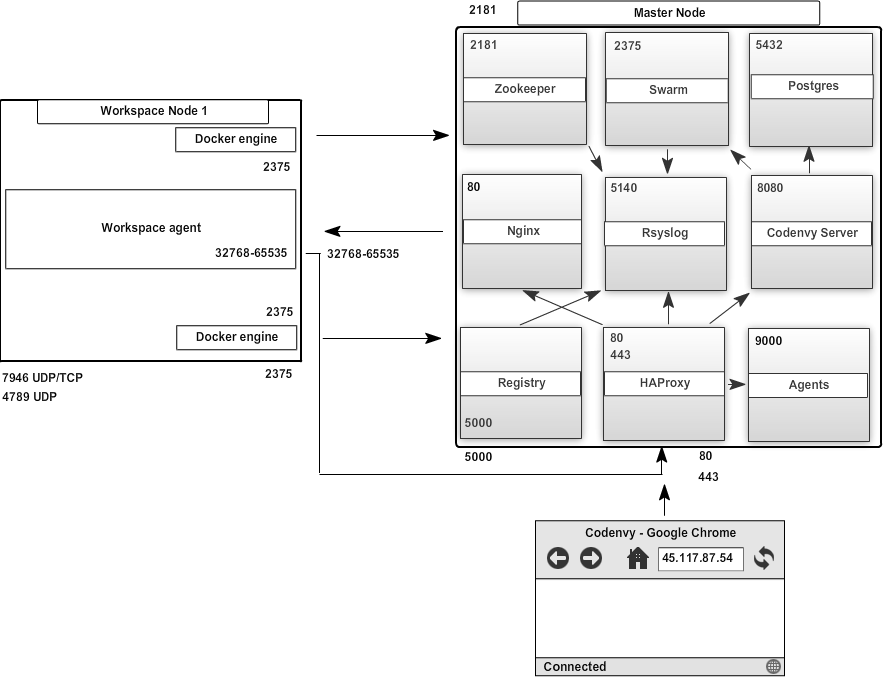 2181
Master Node
2181
Zookeeper
2375
Swarm
5432
Postgres
Workspace Node 1
Docker engine
2375
Workspace agent
32768-65535
32768-65535
2375
Docker engine
2375
7946 UDP/TCP
4789 UDP
80
Nginx
5140
Rsyslog
8080
Codenvy Server
Registry
5000
80
443
HAProxy
9000
Agents
5000
80
443
Codenvy - Google Chrome
45.117.87.54
Connected